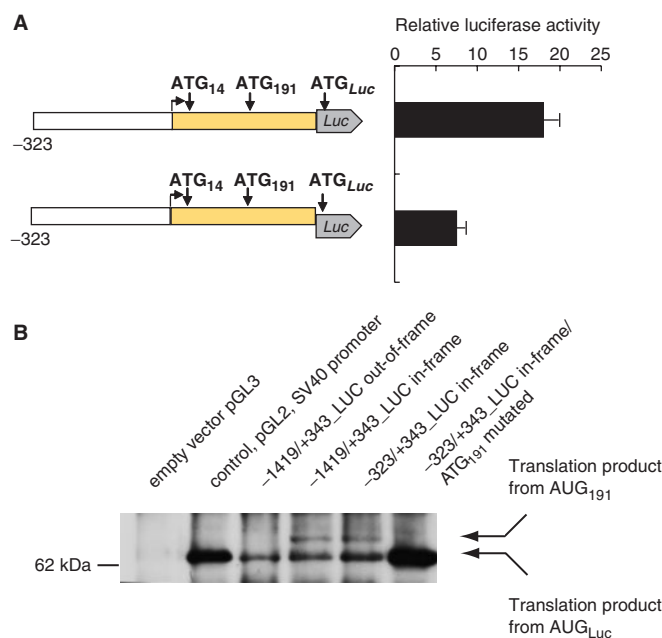 A
Relative luciferase activity
0 5 10 15 20 25
ATG14 ATG191 ATGLuc
Luc
–323
ATG14 ATG191 ATGLuc
Luc
–323
B
empty vector pGL3
control, pGL2, SV40 promoter
–1419/+343_LUC out-of-frame
–1419/+343_LUC in-frame
–323/+343_LUC in-frame
–323/+343_LUC in-frame/
ATG191 mutated
Translation product
from AUG191
62 kDa
Translation product
from AUGLuc